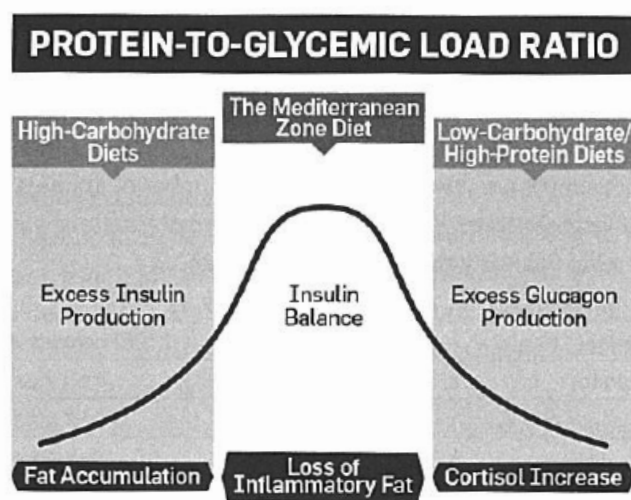 PROTEIN-TO-GLYCEMIC LOAD RATIO
High-Carbohydrate
Diets
The Mediterranean
Zone Diet
Low-Carbohydrate/
High-Protein Diets
Excess Insulin
Production
Insulin
Balance
Excess Glucagon
Production
Fat Accumulation
Loss of
Inflammatory Fat
Cortisol Increase